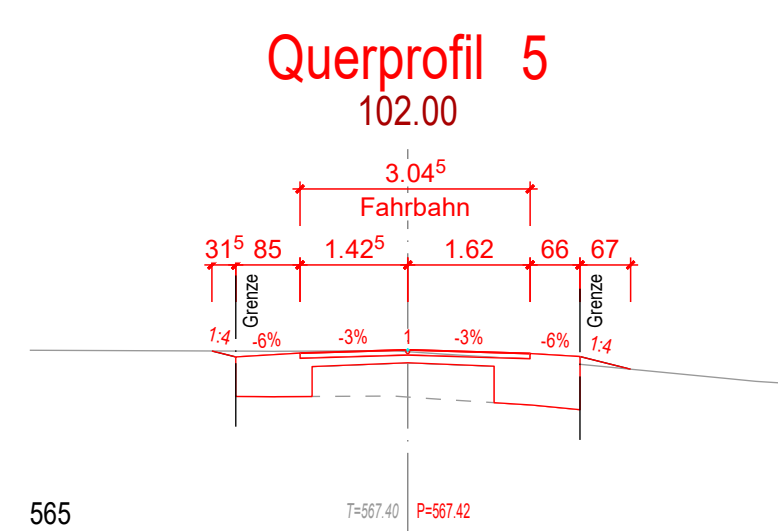 Querprofil 5
102.00
3.04⁵
Fahrbahn
31⁵ 85 1.42⁵ 1.62 66 67
Grenze
Grenze
1:4 -6% -3% 1 -3% -6% 1:4
565
T=567.40 P=567.42